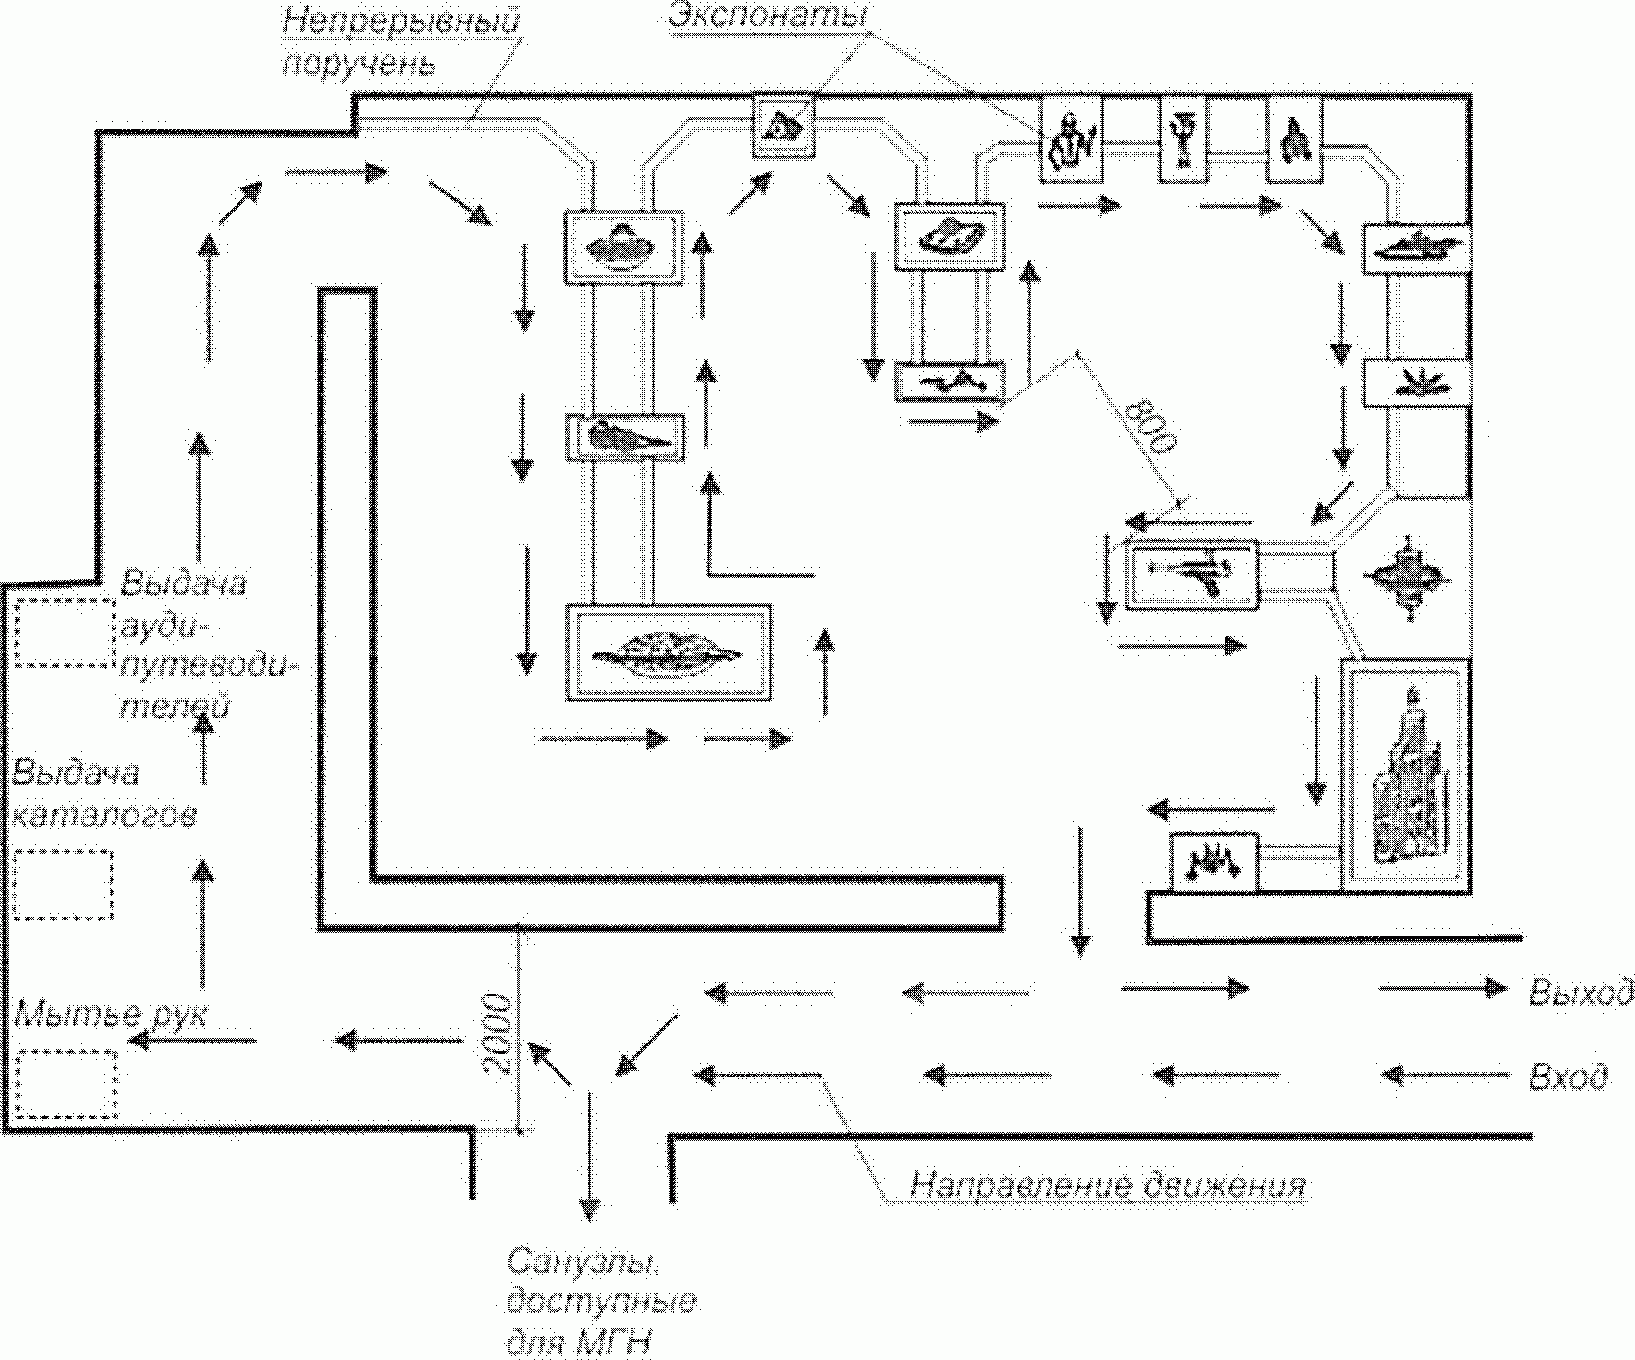 Непрерывный
поручень
Экспонаты
800
Выдача
ауди-
путеводи-
телей
Выдача
каталогов
Мытье рук
2000
Выход
Вход
Направление движения
Санузлы,
доступные
для МГН